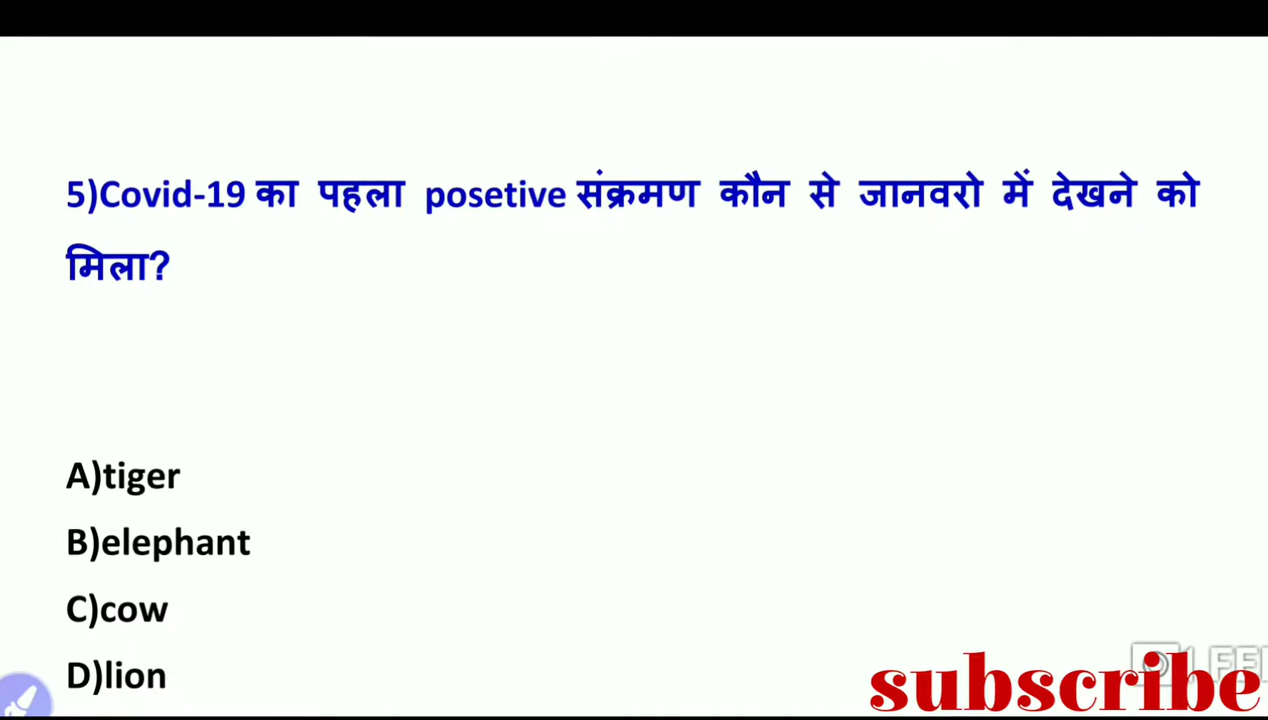 5)Covid-19 का पहला posetive संक्रमण कौन से जानवरो में देखने को
मिला?
A)tiger
B)elephant
C)cow
D)lion
subscribe